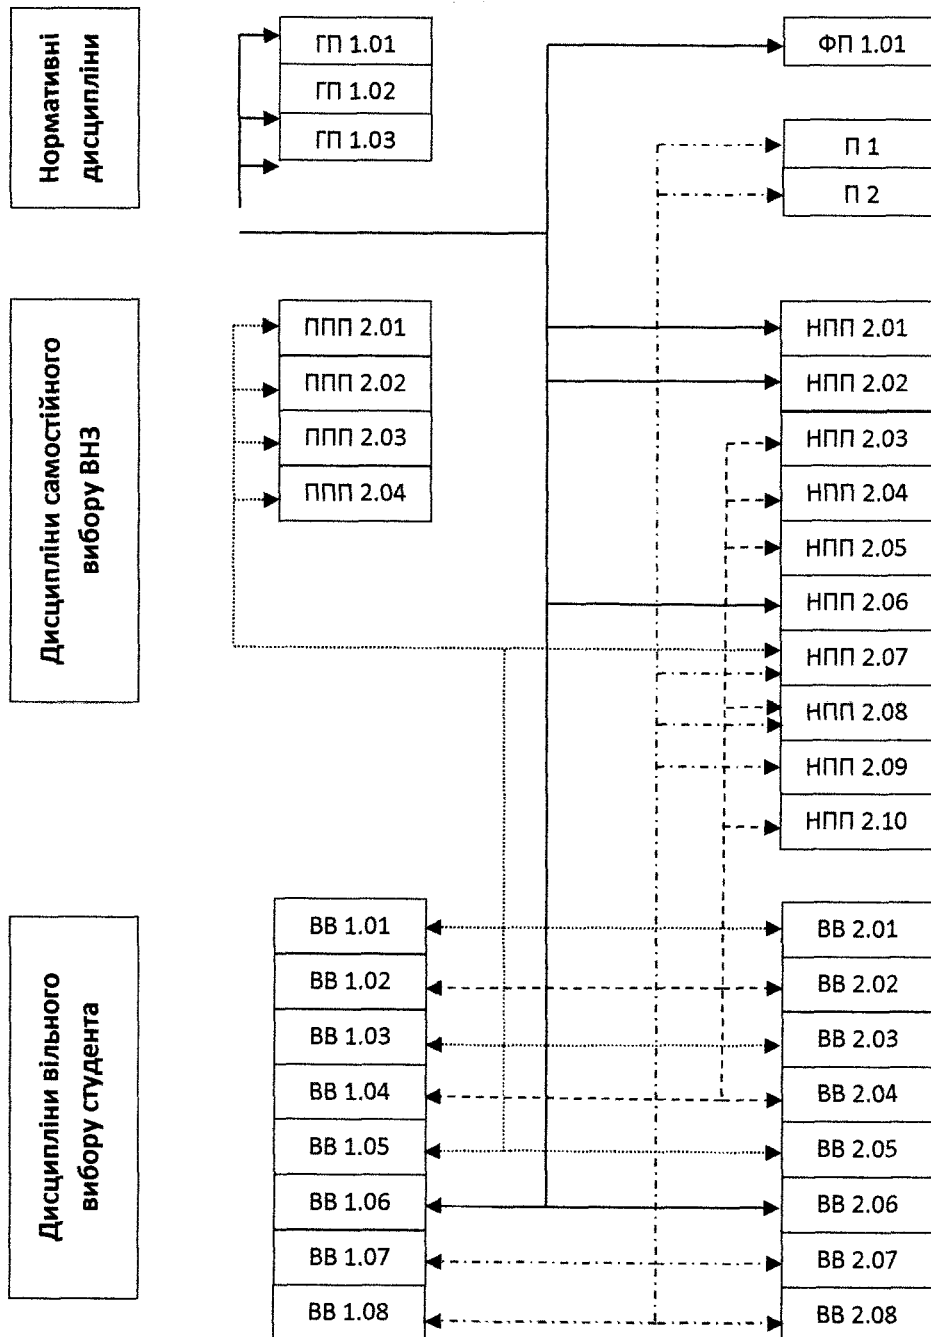 Нормативні
дисципліни
ГП 1.01
ГП 1.02
ГП 1.03
ФП 1.01
П 1
П 2
Дисципліни самостійного
вибору ВНЗ
ППП 2.01
ППП 2.02
ППП 2.03
ППП 2.04
НПП 2.01
НПП 2.02
НПП 2.03
НПП 2.04
НПП 2.05
НПП 2.06
НПП 2.07
НПП 2.08
НПП 2.09
НПП 2.10
Дисципліни вільного
вибору студента
ВВ 1.01
ВВ 1.02
ВВ 1.03
ВВ 1.04
ВВ 1.05
ВВ 1.06
ВВ 1.07
ВВ 1.08
ВВ 2.01
ВВ 2.02
ВВ 2.03
ВВ 2.04
ВВ 2.05
ВВ 2.06
ВВ 2.07
ВВ 2.08